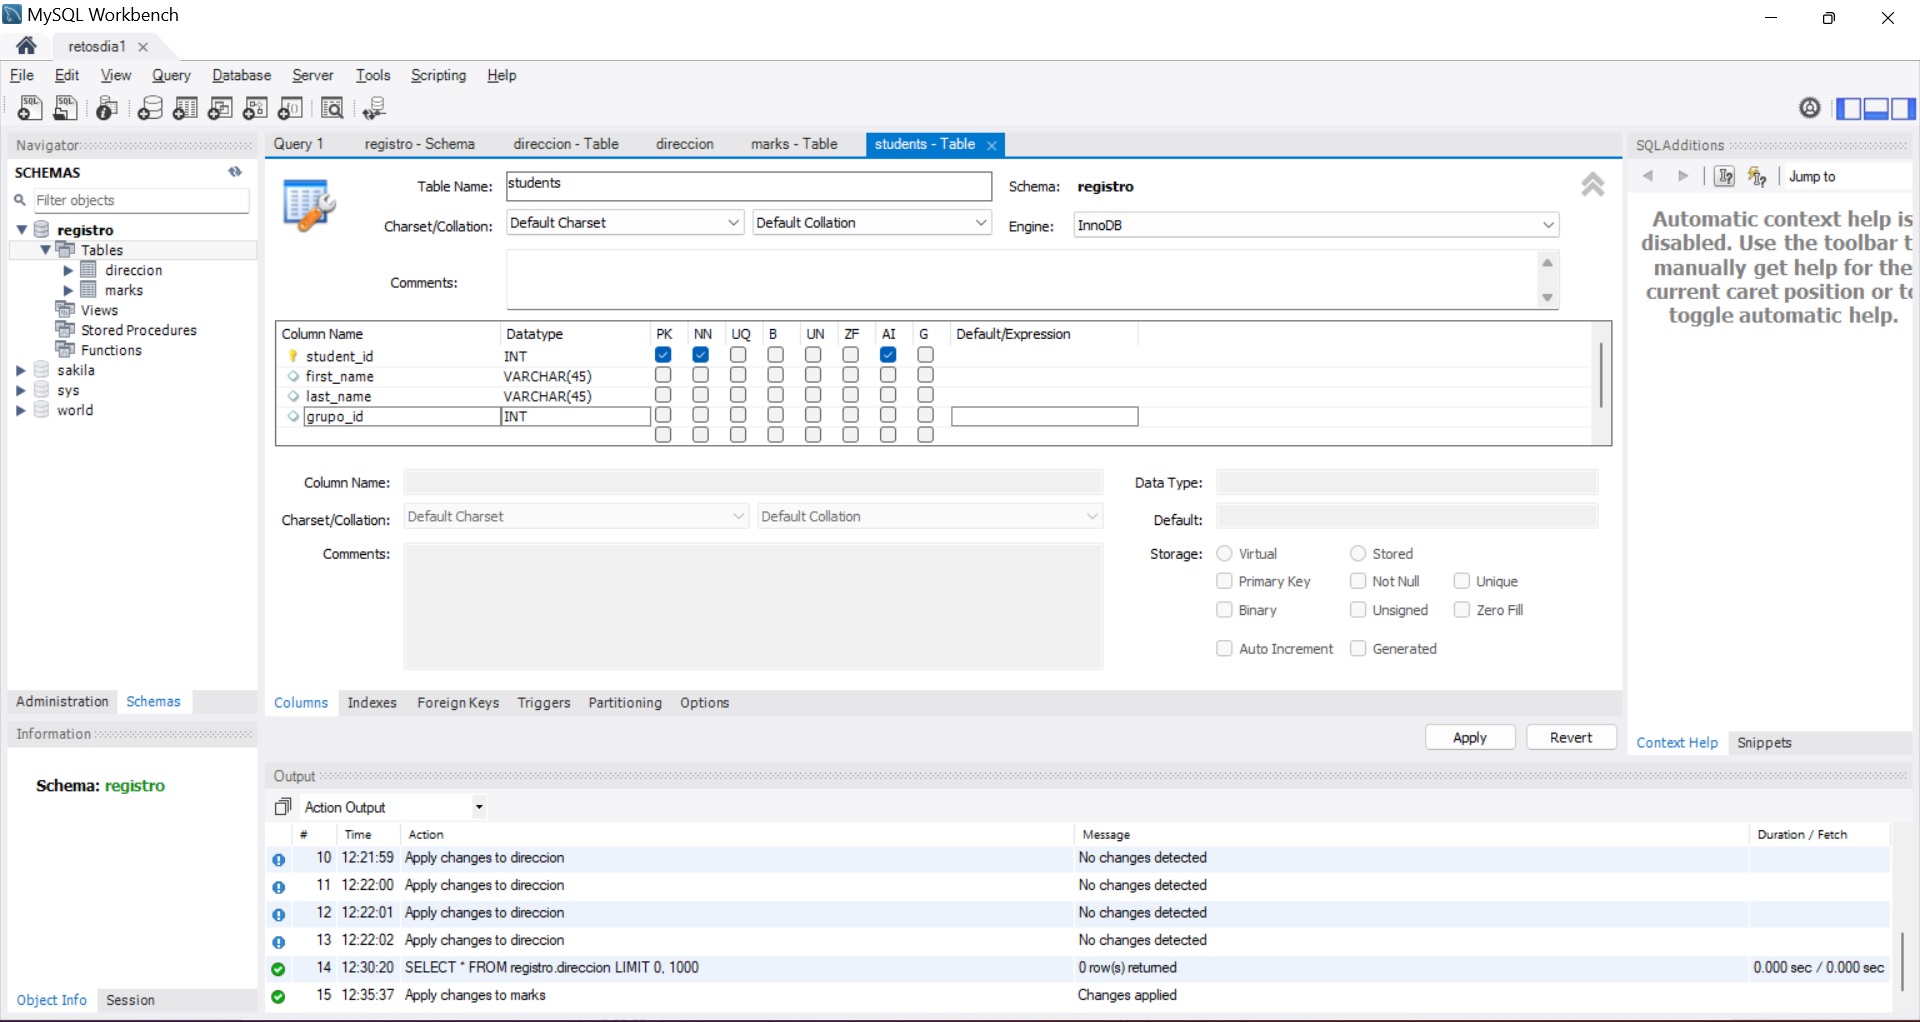 MySQL Workbench
retosdia1
File Edit View Query Database Server Tools Scripting Help
Navigator
SCHEMAS
Filter objects
registro
Tables
direccion
marks
Views
Stored Procedures
Functions
sakila
sys
world
Administration Schemas
Information
Schema: registro
Object Info Session
Query 1 registro - Schema direccion - Table direccion marks - Table students - Table
Table Name: students Schema: registro
Charset/Collation: Default Charset Default Collation Engine: InnoDB
Comments:
Column Name Datatype PK NN UQ B UN ZF AI G Default/Expression
student_id INT
first_name VARCHAR(45)
last_name VARCHAR(45)
grupo_id INT
Column Name: Data Type:
Charset/Collation: Default Charset Default Collation Default:
Comments: Storage: Virtual Stored
Primary Key Not Null Unique
Binary Unsigned Zero Fill
Auto Increment Generated
Columns Indexes Foreign Keys Triggers Partitioning Options
Apply Revert
SQLAdditions
Jump to
Automatic context help is
disabled. Use the toolbar t
manually get help for the
current caret position or to
toggle automatic help.
Context Help Snippets
Output
Action Output
# Time Action Message Duration / Fetch
10 12:21:59 Apply changes to direccion No changes detected
11 12:22:00 Apply changes to direccion No changes detected
12 12:22:01 Apply changes to direccion No changes detected
13 12:22:02 Apply changes to direccion No changes detected
14 12:30:20 SELECT * FROM registro.direccion LIMIT 0, 1000 0 row(s) returned 0.000 sec / 0.000 sec
15 12:35:37 Apply changes to marks Changes applied